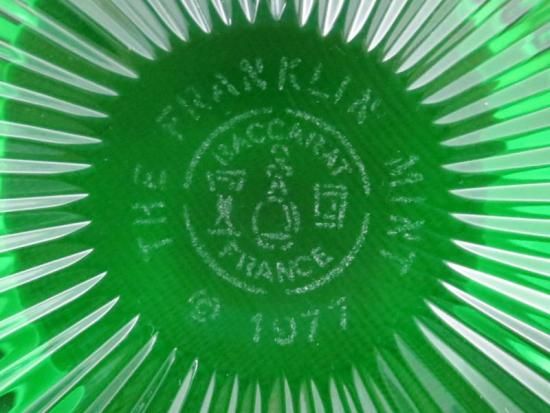 THE FRANKLIN MINT
BACCARAT
FRANCE
© 1977